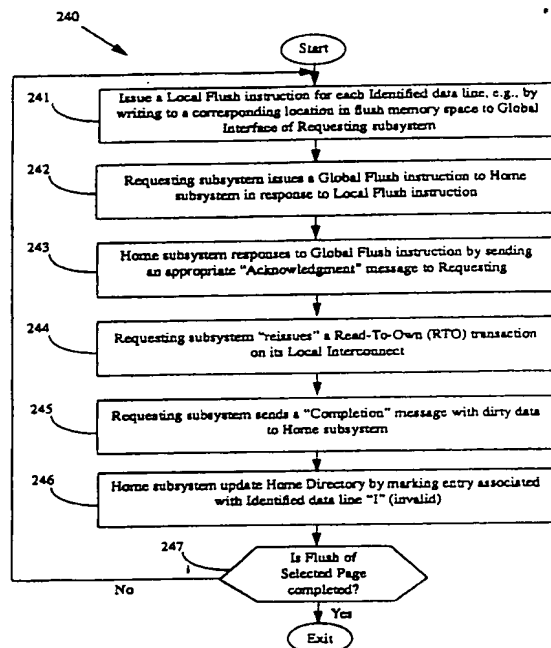 240
Start
241
Issue a Local Flush instruction for each Identified data line, e.g., by
writing to a corresponding location in flush memory space to Global
Interface of Requesting subsystem
242
Requesting subsystem issues a Global Flush instruction to Home
subsystem in response to Local Flush instruction
243
Home subsystem responses to Global Flush instruction by sending
an appropriate "Acknowledgment" message to Requesting
244
Requesting subsystem "reissues" a Read-To-Own (RTO) transaction
on its Local Interconnect
245
Requesting subsystem sends a "Completion" message with dirty data
to Home subsystem
246
Home subsystem update Home Directory by marking entry associated
with Identified data line "I" (invalid)
247
Is Flush of
Selected Page
completed?
No
Yes
Exit